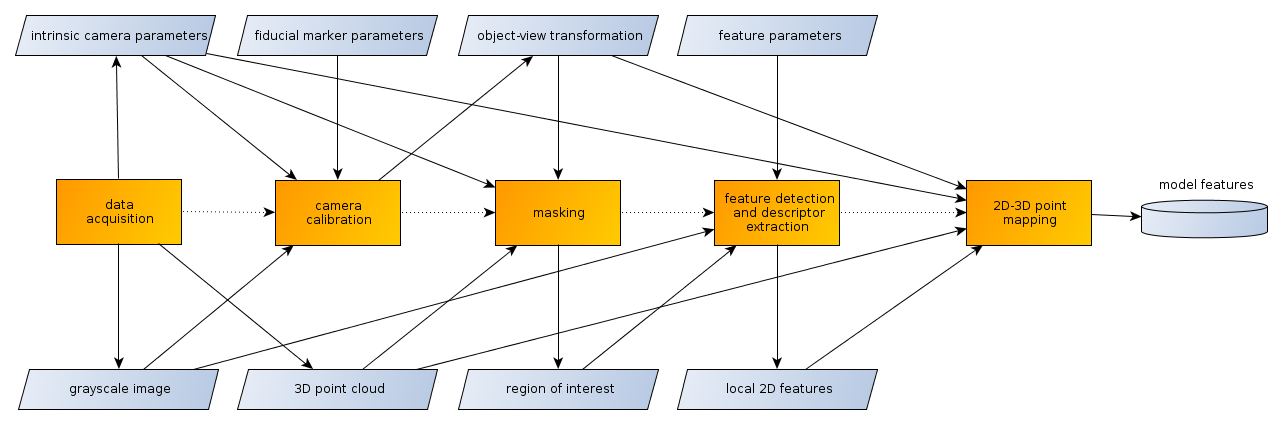 intrinsic camera parameters
fiducial marker parameters
object-view transformation
feature parameters
data
acquisition
camera
calibration
masking
feature detection
and descriptor
extraction
2D-3D point
mapping
model features
grayscale image
3D point cloud
region of interest
local 2D features